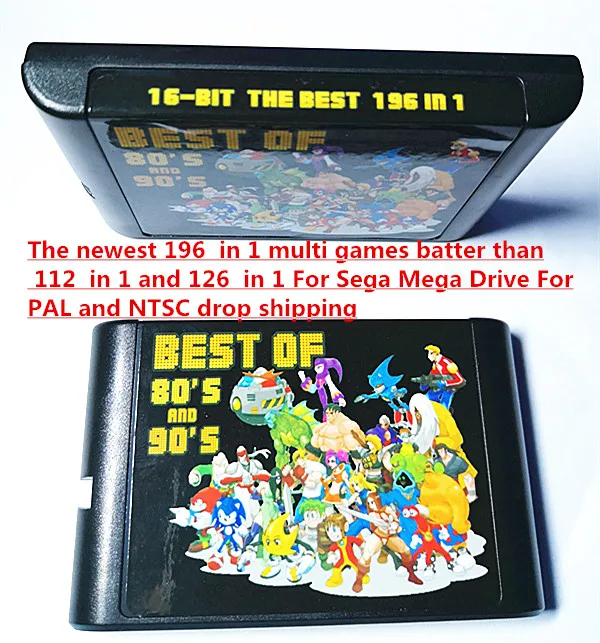 16-BIT THE BEST 196 IN 1
BEST OF
80'S
AND
90'S
The newest 196 in 1 multi games batter than
112 in 1 and 126 in 1 For Sega Mega Drive For
PAL and NTSC drop shipping
BEST OF
80'S
AND
90'S